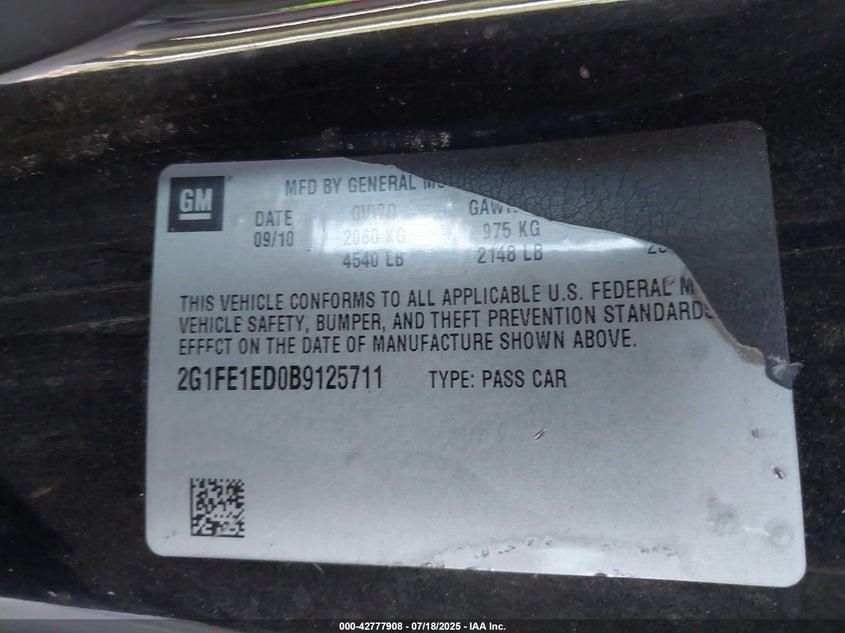 GM
MFD BY GENERAL
DATE GVWR
09/10 2060 KG 975 KG
4540 LB 2148 LB
THIS VEHICLE CONFORMS TO ALL APPLICABLE U.S. FEDERAL M
VEHICLE SAFETY, BUMPER, AND THEFT PREVENTION STANDARDS
EFFECT ON THE DATE OF MANUFACTURE SHOWN ABOVE.
2G1FE1ED0B9125711 TYPE: PASS CAR
000-42777908 - 07/18/2025 - IAA Inc.